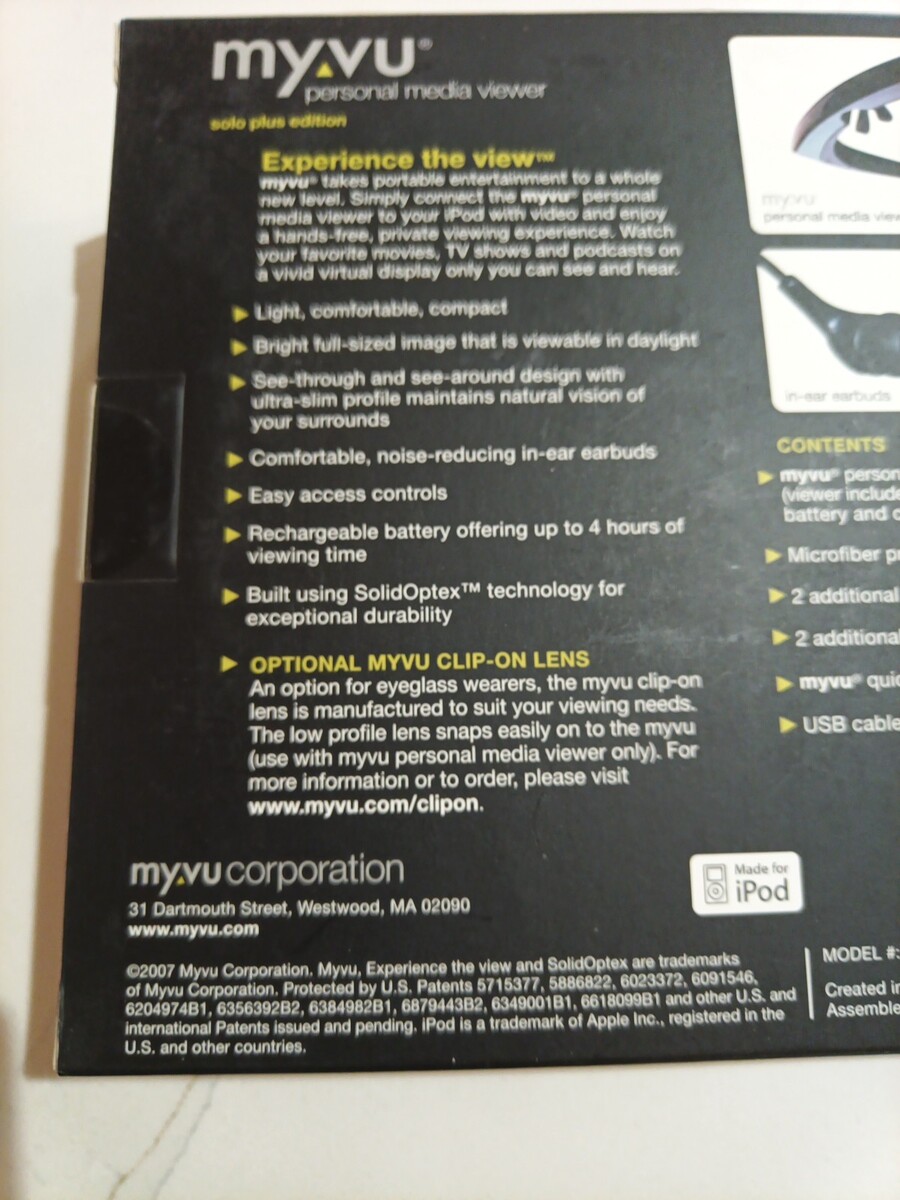 myvu®
personal media viewer
solo plus edition
Experience the view™
myvu® takes portable entertainment to a whole
new level. Simply connect the myvu® personal
media viewer to your iPod with video and enjoy
a hands-free, private viewing experience. Watch
your favorite movies, TV shows and podcasts on
a vivid virtual display only you can see and hear.
Light, comfortable, compact
Bright full-sized image that is viewable in daylight
See-through and see-around design with
ultra-slim profile maintains natural vision of
your surrounds
Comfortable, noise-reducing in-ear earbuds
Easy access controls
Rechargeable battery offering up to 4 hours of
viewing time
Built using SolidOptex™ technology for
exceptional durability
OPTIONAL MYVU CLIP-ON LENS
An option for eyeglass wearers, the myvu clip-on
lens is manufactured to suit your viewing needs.
The low profile lens snaps easily on to the myvu
(use with myvu personal media viewer only). For
more information or to order, please visit
www.myvu.com/clipon.
myvu corporation
31 Dartmouth Street, Westwood, MA 02090
www.myvu.com
Made for
iPod
©2007 Myvu Corporation. Myvu, Experience the view and SolidOptex are trademarks
of Myvu Corporation. Protected by U.S. Patents 5715377, 5886822, 6023372, 6091546,
6204974B1, 6356392B2, 6384982B1, 6879443B2, 6349001B1, 6618099B1 and other U.S. and
international Patents issued and pending. iPod is a trademark of Apple Inc., registered in the
U.S. and other countries.
myvu
personal media view
in-ear earbuds
CONTENTS
myvu® person
(viewer include
battery and c
Microfiber p
2 additional
2 additional
myvu® quic
USB cable
MODEL #:
Created in
Assemble